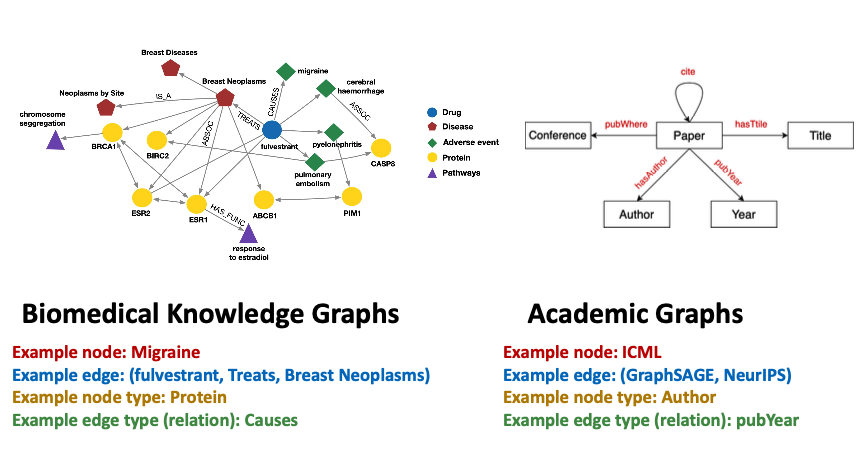 Breast Diseases
migraine
Breast Neoplasms
cerebral
haemorrhage
Neoplasms by Site
IS_A
CAUSES
ASSOC
chromosome
seggregation
TREATS
Drug
Disease
Adverse event
Protein
Pathways
BRCA1
BIRC2
ASSOC
fulvestrant
pyelonephritis
CASP8
pulmonary
embolism
ESR2
ESR1
HAS_FUNC
ABCB1
PIM1
response
to estradiol
cite
Conference
pubWhere
Paper
hasTtile
Title
hasAuthor
pubYear
Author
Year
Biomedical Knowledge Graphs
Example node: Migraine
Example edge: (fulvestrant, Treats, Breast Neoplasms)
Example node type: Protein
Example edge type (relation): Causes
Academic Graphs
Example node: ICML
Example edge: (GraphSAGE, NeurIPS)
Example node type: Author
Example edge type (relation): pubYear